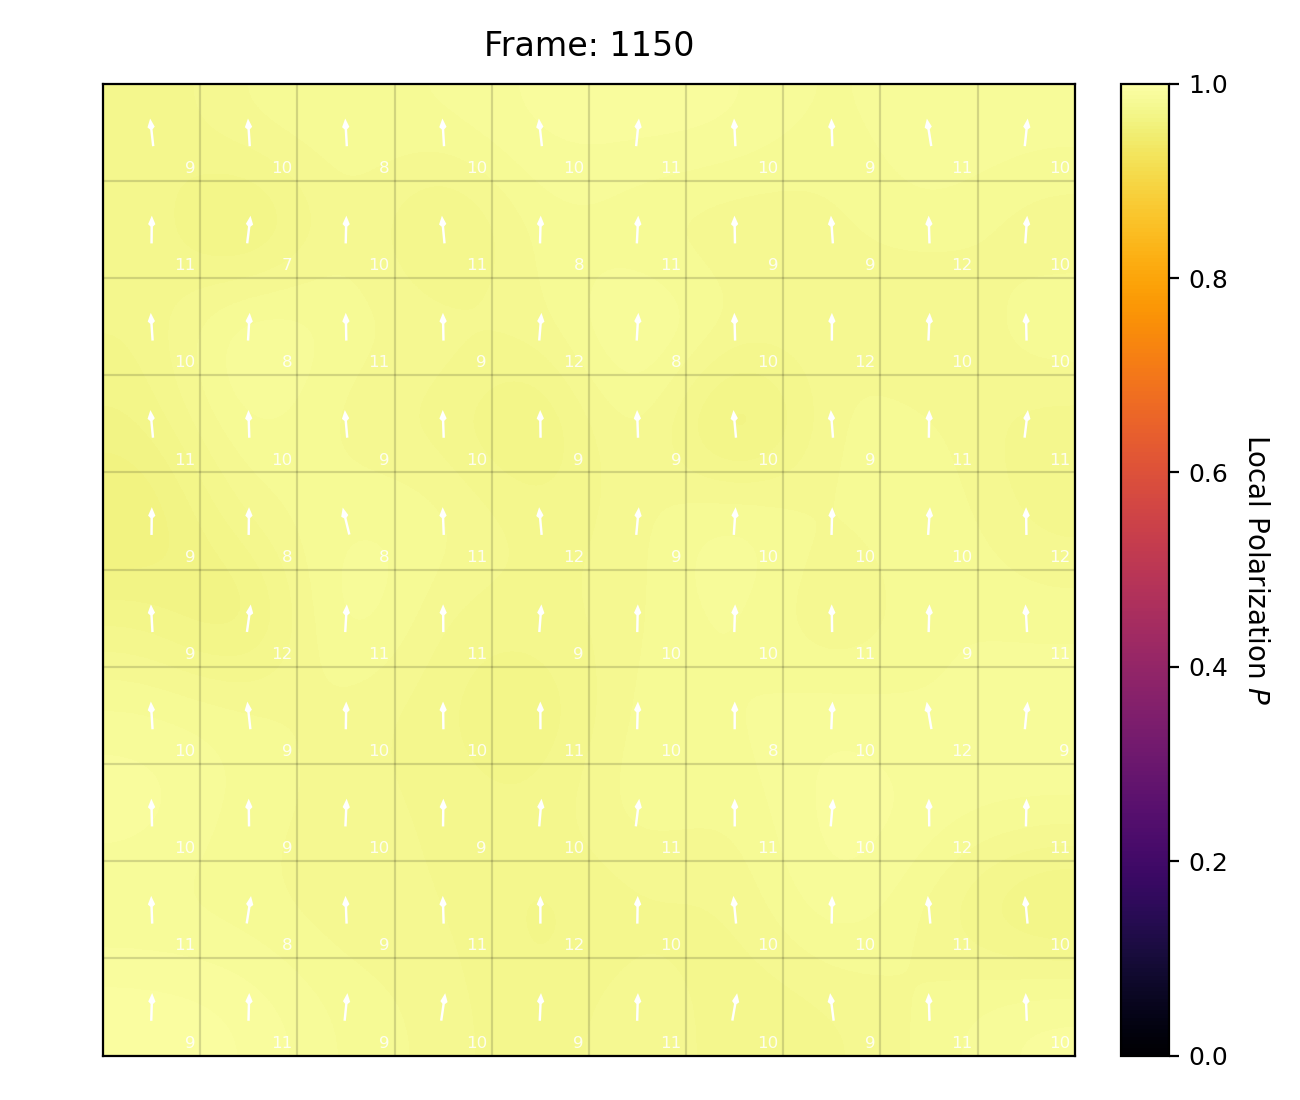 Frame: 1150
9 10 8 10 10 11 10 9 11 10
11 7 10 11 8 11 9 9 12 10
10 8 11 9 12 8 10 12 10 10
11 10 9 10 9 9 10 9 11 11
9 8 8 11 12 9 10 10 10 12
9 12 11 11 9 10 10 11 9 11
10 9 10 10 11 10 8 10 12 9
10 9 10 9 10 11 11 10 12 11
11 8 9 11 12 10 10 10 11 10
9 11 9 10 9 11 10 9 11 10
1.0
0.8
0.6
0.4
0.2
0.0
Local Polarization P